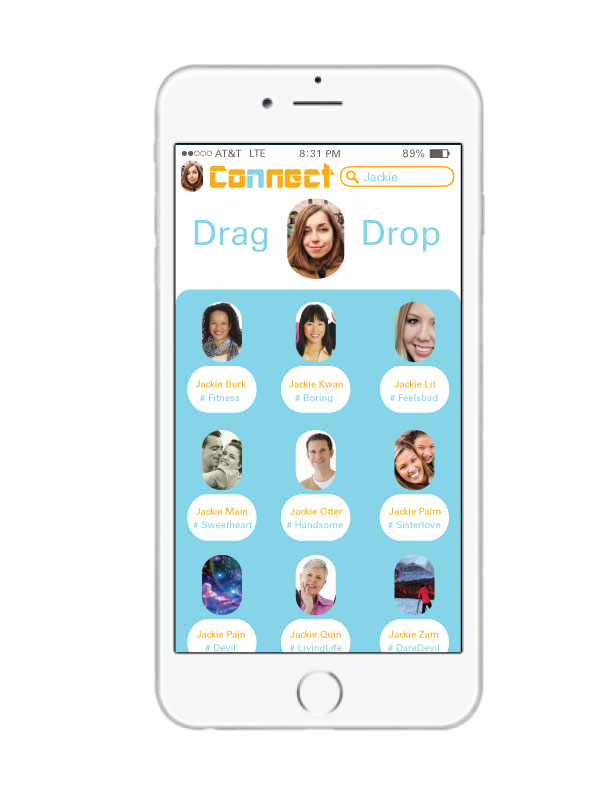 AT&T LTE 8:31 PM 89%
Connect Jackie
Drag Drop
Jackie Burk
# Fitness
Jackie Kwan
# Boring
Jackie Lit
# Feelsbad
Jackie Main
# Sweetheart
Jackie Otter
# Handsome
Jackie Palm
# Sisterlove
Jackie Pain
# Devil
Jackie Quin
# LivingLife
Jackie Zam
# DareDevil